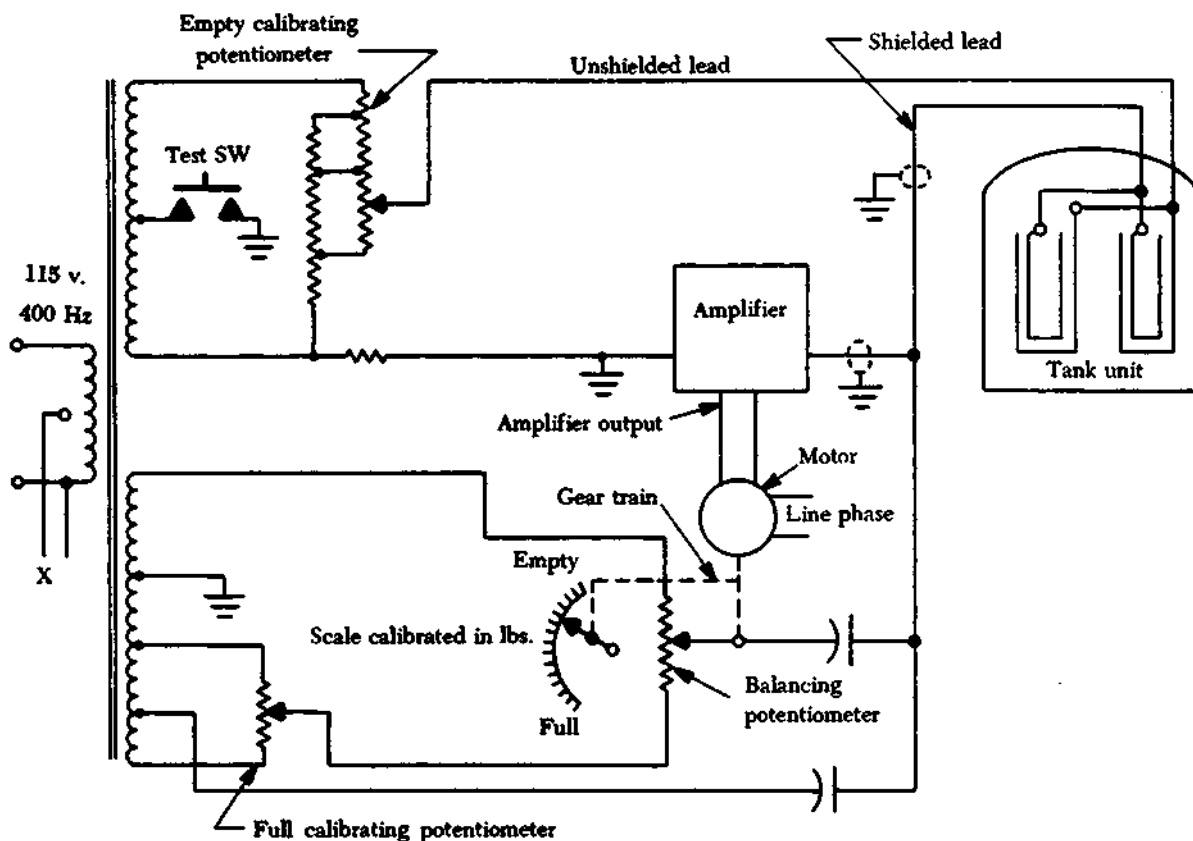 Empty calibrating
potentiometer
Shielded lead
Unshielded lead
Test SW
115 v.
400 Hz
Amplifier
Tank unit
Amplifier output
Motor
Gear train
Line phase
X
Empty
Scale calibrated in lbs.
Balancing
potentiometer
Full
Full calibrating potentiometer